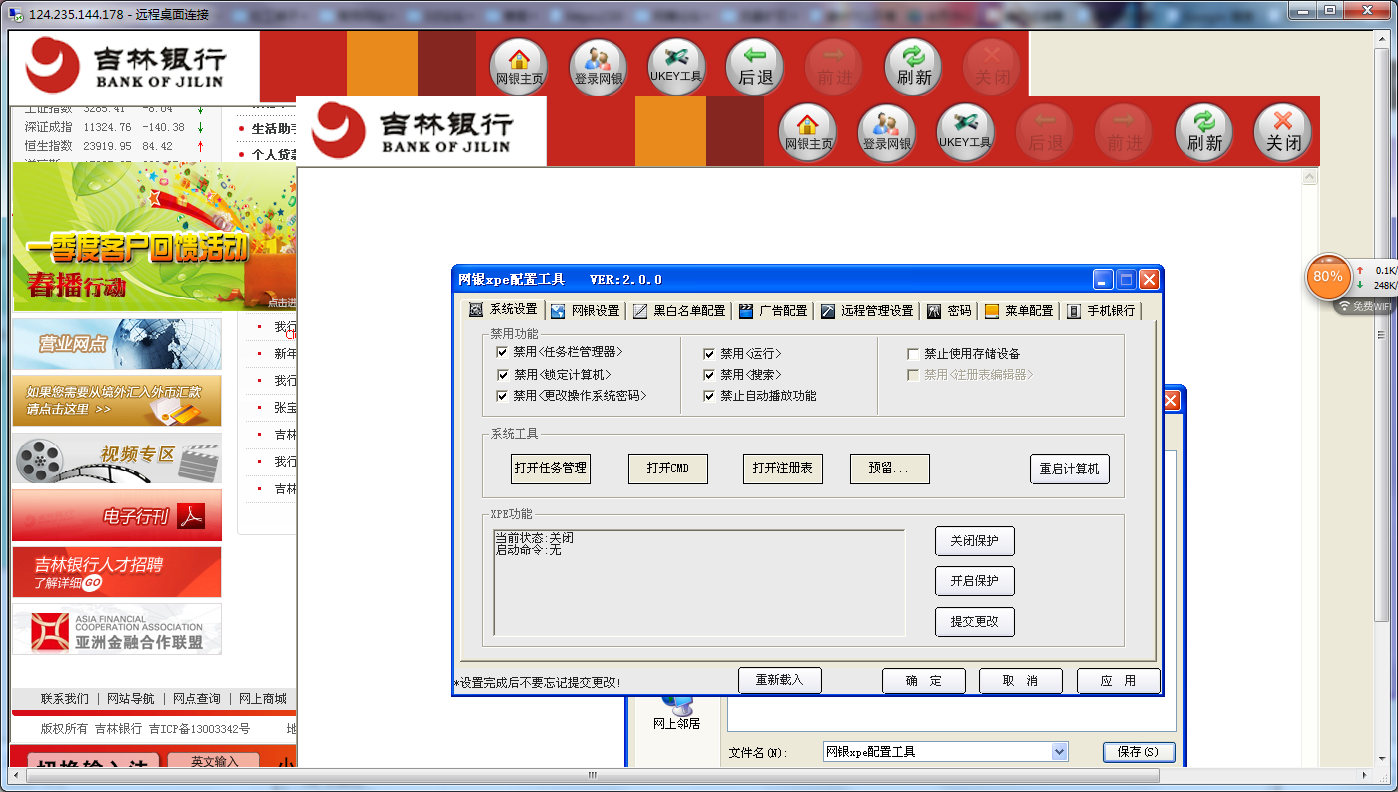 124.235.144.178 - 远程桌面连接
吉林银行
BANK OF JILIN
网银主页
登录网银
UKEY工具
后退
前进
刷新
关闭
上证指数 3285.41 -8.04
深证成指 11324.76 -140.38
恒生指数 23919.95 84.42
生活助手
个人贷款
吉林银行
BANK OF JILIN
网银主页
登录网银
UKEY工具
后退
前进
刷新
关闭
一季度客户回馈活动
春播行动
点击进
营业网点
如果您需要从境外汇入外币汇款
请点击这里 >>
视频专区
电子行刊
吉林银行人才招聘
了解详细GO
ASIA FINANCIAL
COOPERATION ASSOCIATION
亚洲金融合作联盟
我行
新年
我行
张宝
吉林
我行
吉林
联系我们 | 网站导航 | 网点查询 | 网上商城
版权所有 吉林银行 吉ICP备13003342号 地
切换输入法
英文输入
小
80%
0.1K/
248K/
免费WiFi
网银xpe配置工具 VER:2.0.0
系统设置
网银设置
黑白名单配置
广告配置
远程管理设置
密码
菜单配置
手机银行
禁用功能
禁用<任务栏管理器>
禁用<运行>
禁止使用存储设备
禁用<锁定计算机>
禁用<搜索>
禁用<注册表编辑器>
禁用<更改操作系统密码>
禁止自动播放功能
系统工具
打开任务管理
打开CMD
打开注册表
预留...
重启计算机
XPE功能
当前状态:关闭
启动命令:无
关闭保护
开启保护
提交更改
*设置完成后不要忘记提交更改!
重新载入
确 定
取 消
应 用
网上邻居
文件名(N):
网银xpe配置工具
保存(S)